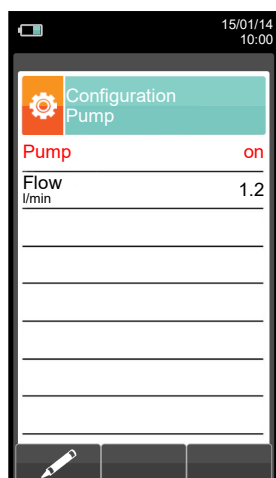 15/01/14
10:00
Configuration
Pump
Pump on
Flow 1.2
l/min